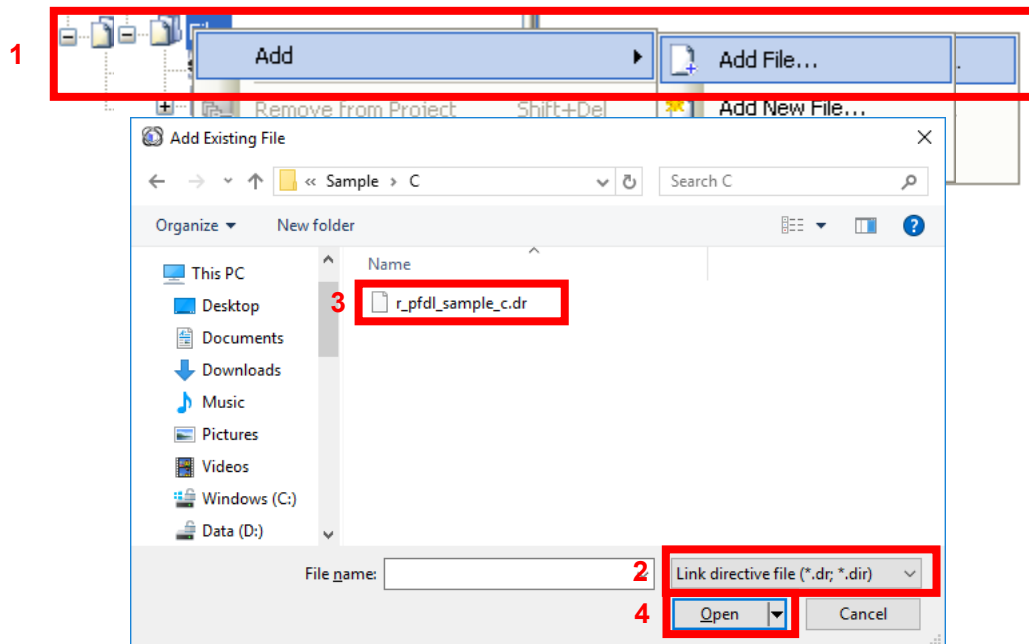 1
Add
Add File...
Remove from Project Shift+Del
Add New File...
Add Existing File
« Sample › C
Search C
Organize
New folder
This PC
Name
3
r_pfdl_sample_c.dr
Desktop
Documents
Downloads
Music
Pictures
Videos
Windows (C:)
Data (D:)
File name:
2
Link directive file (*.dr; *.dir)
4
Open
Cancel